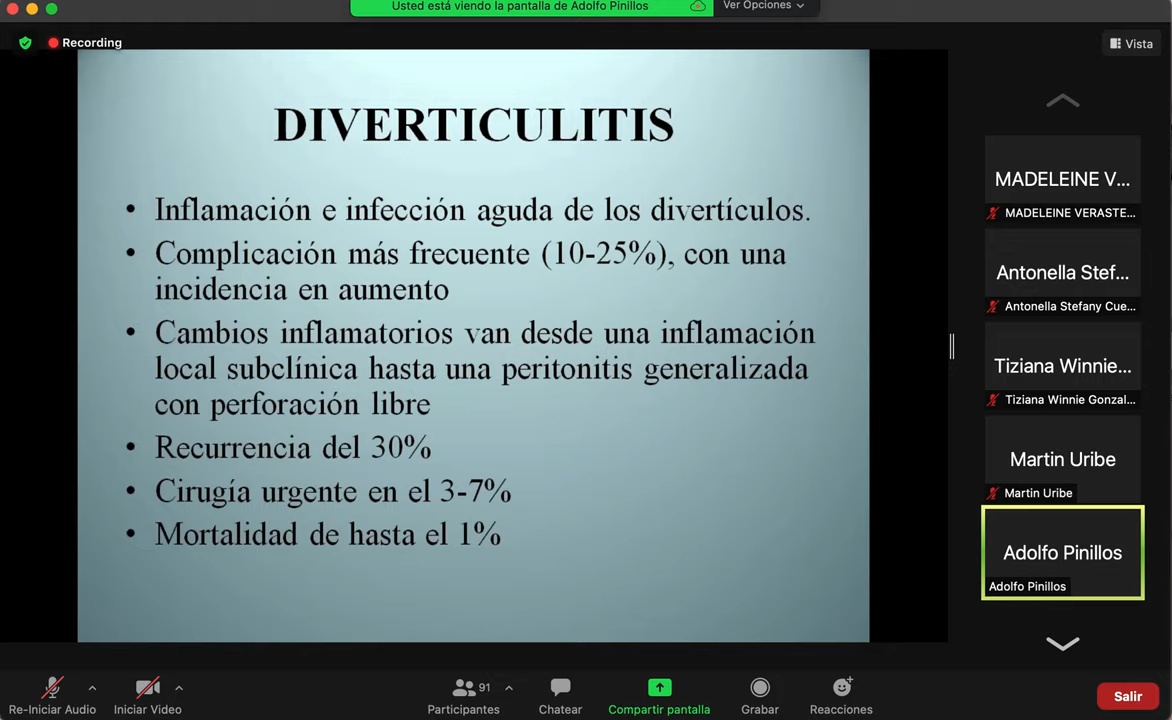 Usted está viendo la pantalla de Adolfo Pinillos
Ver Opciones
Recording
Vista
DIVERTICULITIS
• Inflamación e infección aguda de los divertículos.
• Complicación más frecuente (10-25%), con una
incidencia en aumento
• Cambios inflamatorios van desde una inflamación
local subclínica hasta una peritonitis generalizada
con perforación libre
• Recurrencia del 30%
• Cirugía urgente en el 3-7%
• Mortalidad de hasta el 1%
MADELEINE V...
MADELEINE VERASTE...
Antonella Stef...
Antonella Stefany Cue...
Tiziana Winnie...
Tiziana Winnie Gonzal...
Martin Uribe
Martin Uribe
Adolfo Pinillos
Adolfo Pinillos
Re-Iniciar Audio
Iniciar Video
91
Participantes
Chatear
Compartir pantalla
Grabar
Reacciones
Salir